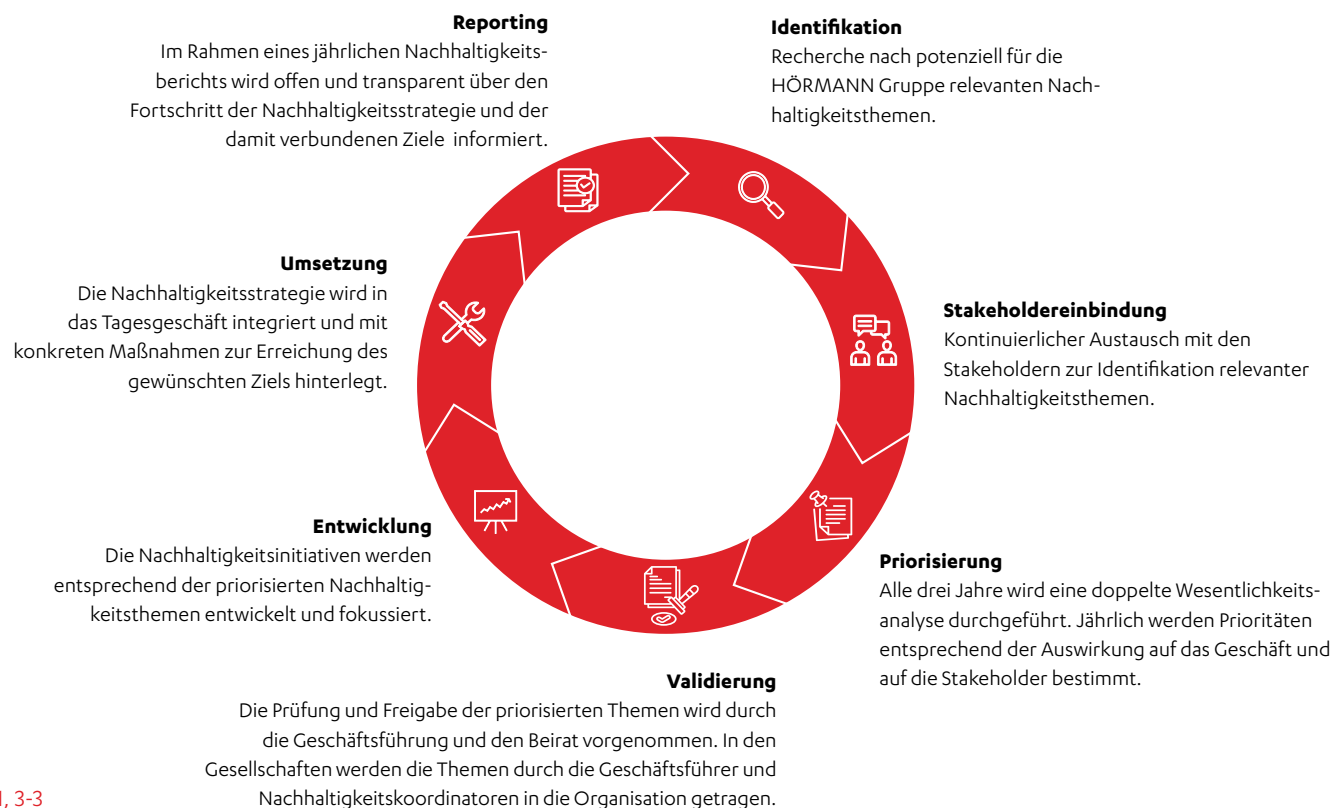 Reporting
Im Rahmen eines jährlichen Nachhaltigkeits-
berichts wird offen und transparent über den
Fortschritt der Nachhaltigkeitsstrategie und der
damit verbundenen Ziele informiert.
Identifikation
Recherche nach potenziell für die
HÖRMANN Gruppe relevanten Nach-
haltigkeitsthemen.
Umsetzung
Die Nachhaltigkeitsstrategie wird in
das Tagesgeschäft integriert und mit
konkreten Maßnahmen zur Erreichung des
gewünschten Ziels hinterlegt.
Stakeholdereinbindung
Kontinuierlicher Austausch mit den
Stakeholdern zur Identifikation relevanter
Nachhaltigkeitsthemen.
Entwicklung
Die Nachhaltigkeitsinitiativen werden
entsprechend der priorisierten Nachhaltig-
keitsthemen entwickelt und fokussiert.
Priorisierung
Alle drei Jahre wird eine doppelte Wesentlichkeits-
analyse durchgeführt. Jährlich werden Prioritäten
entsprechend der Auswirkung auf das Geschäft und
auf die Stakeholder bestimmt.
Validierung
Die Prüfung und Freigabe der priorisierten Themen wird durch
die Geschäftsführung und den Beirat vorgenommen. In den
Gesellschaften werden die Themen durch die Geschäftsführer und
Nachhaltigkeitskoordinatoren in die Organisation getragen.
, 3-3